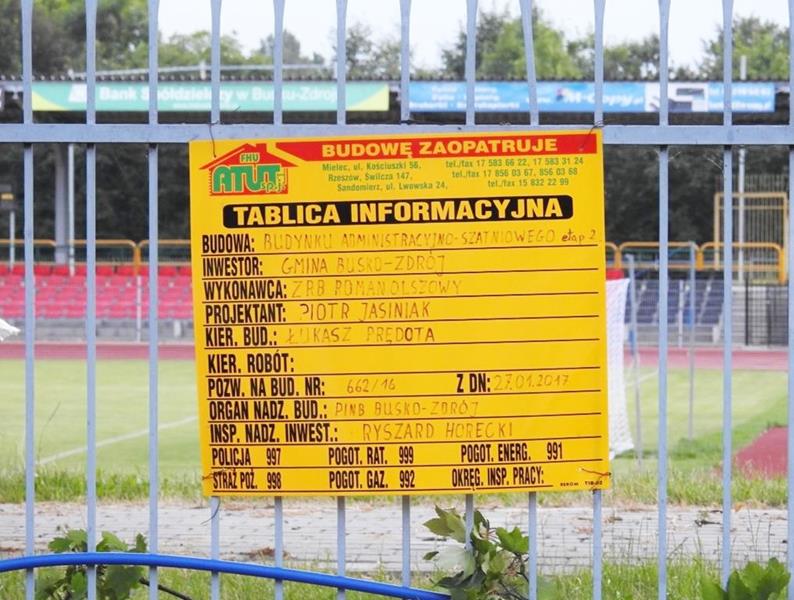 Bank Spółdzielczy w Busku-Zdroju
M-copy.pl
FHU
ATUT
sp.j.
BUDOWĘ ZAOPATRUJE
Mielec, ul. Kościuszki 56, tel./fax 17 583 66 22, 17 583 31 24
Rzeszów, Świlcza 147, tel./fax 17 856 03 67, 856 03 68
Sandomierz, ul. Lwowska 24, tel./fax 15 832 22 99
TABLICA INFORMACYJNA
BUDOWA: BUDYNKU ADMINISTRACYJNO-SZATNIOWEGO etap 2
INWESTOR: GMINA BUSKO-ZDRÓJ
WYKONAWCA: ZRB ROMAN OLSZOWY
PROJEKTANT: PIOTR JASINIAK
KIER. BUD.: ŁUKASZ PRĘDOTA
KIER. ROBÓT:
POZW. NA BUD. NR: 662/16 Z DN: 27.01.2017
ORGAN NADZ. BUD.: PINB BUSKO-ZDRÓJ
INSP. NADZ. INWEST.: RYSZARD HORECKI
POLICJA 997 POGOT. RAT. 999 POGOT. ENERG. 991
STRAŻ POŻ. 998 POGOT. GAZ. 992 OKRĘG. INSP. PRACY: